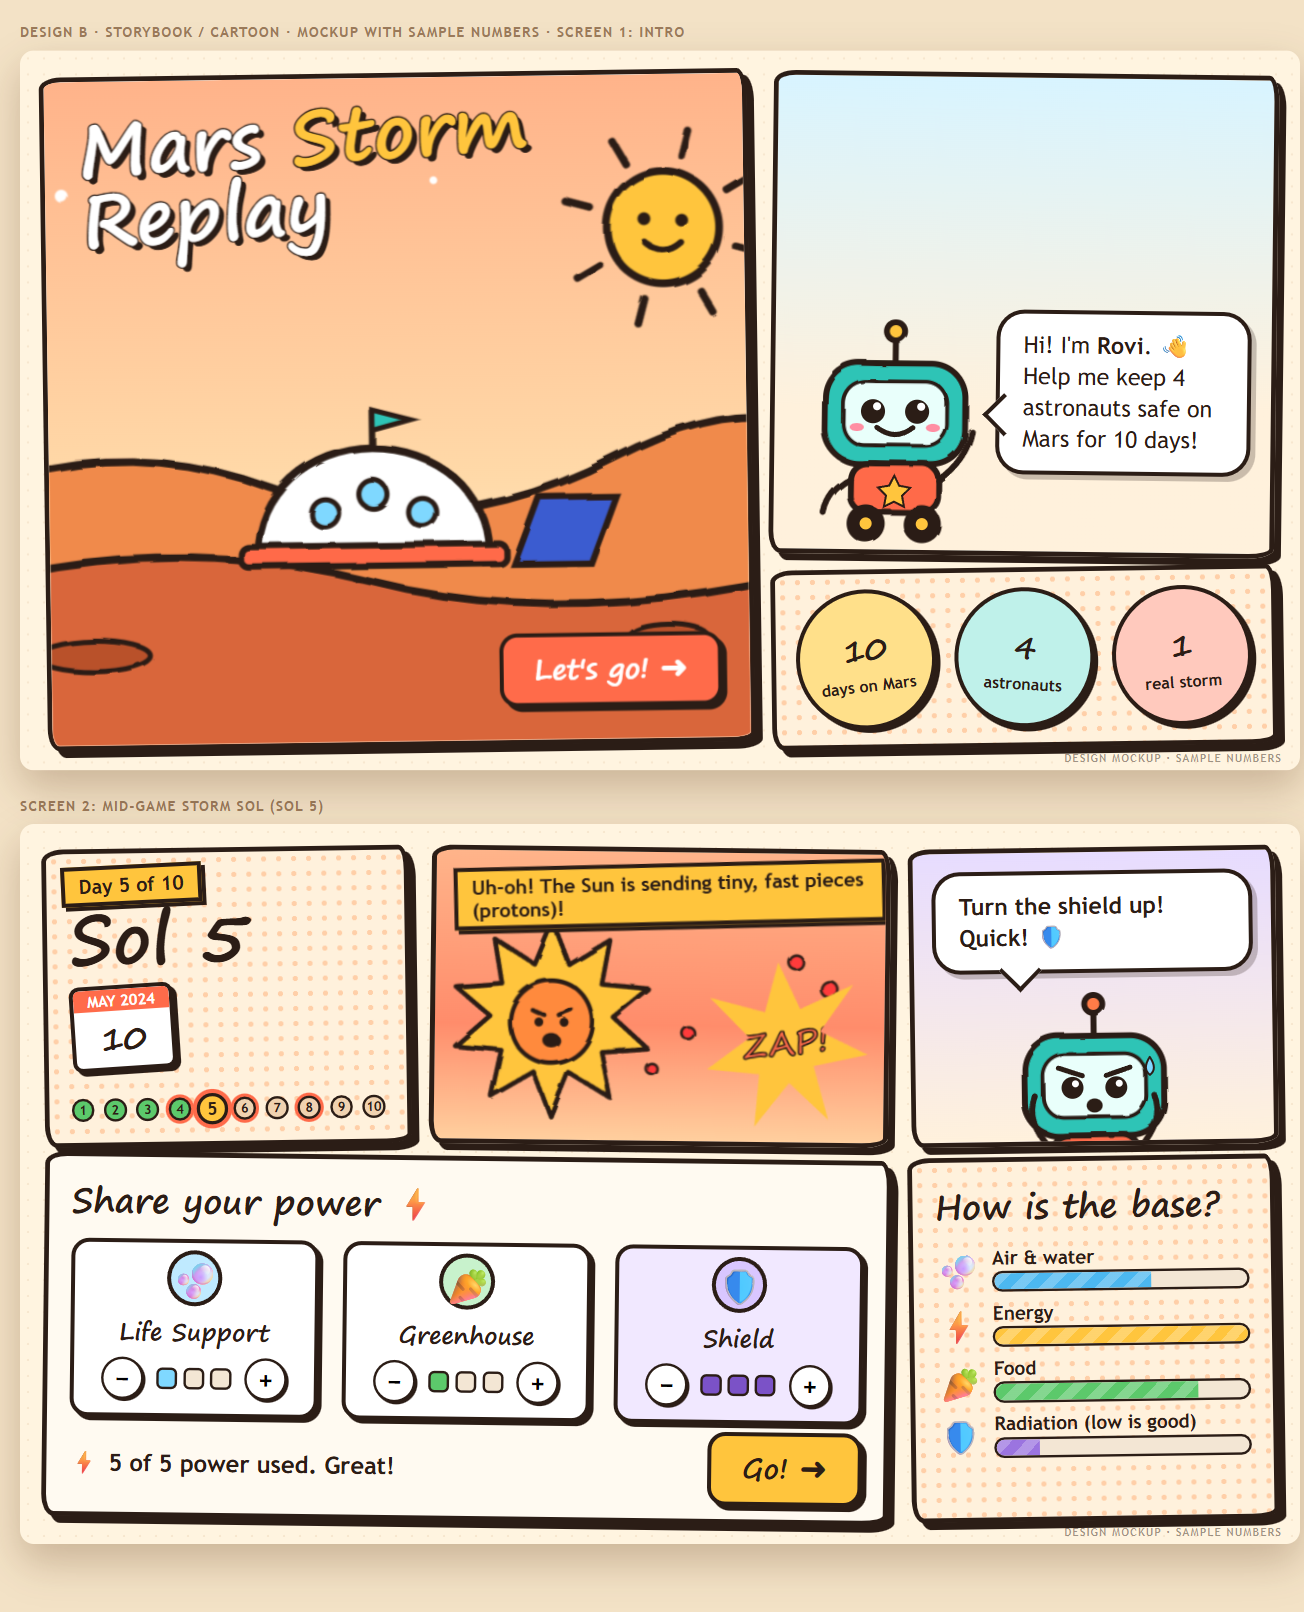 DESIGN B · STORYBOOK / CARTOON · MOCKUP WITH SAMPLE NUMBERS · SCREEN 1: INTRO
Mars Storm
Replay
Let's go! ➜
Hi! I'm Rovi. 👋
Help me keep 4
astronauts safe on
Mars for 10 days!
10
days on Mars
4
astronauts
1
real storm
DESIGN MOCKUP · SAMPLE NUMBERS
SCREEN 2: MID-GAME STORM SOL (SOL 5)
Day 5 of 10
Sol 5
MAY 2024
10
1 2 3 4 5 6 7 8 9 10
Uh-oh! The Sun is sending tiny, fast pieces
(protons)!
ZAP!
Turn the shield up!
Quick! 🛡️
Share your power ⚡
Life Support
− +
Greenhouse
− +
Shield
− +
⚡ 5 of 5 power used. Great!
Go! ➜
How is the base?
Air & water
Energy
Food
Radiation (low is good)
DESIGN MOCKUP · SAMPLE NUMBERS